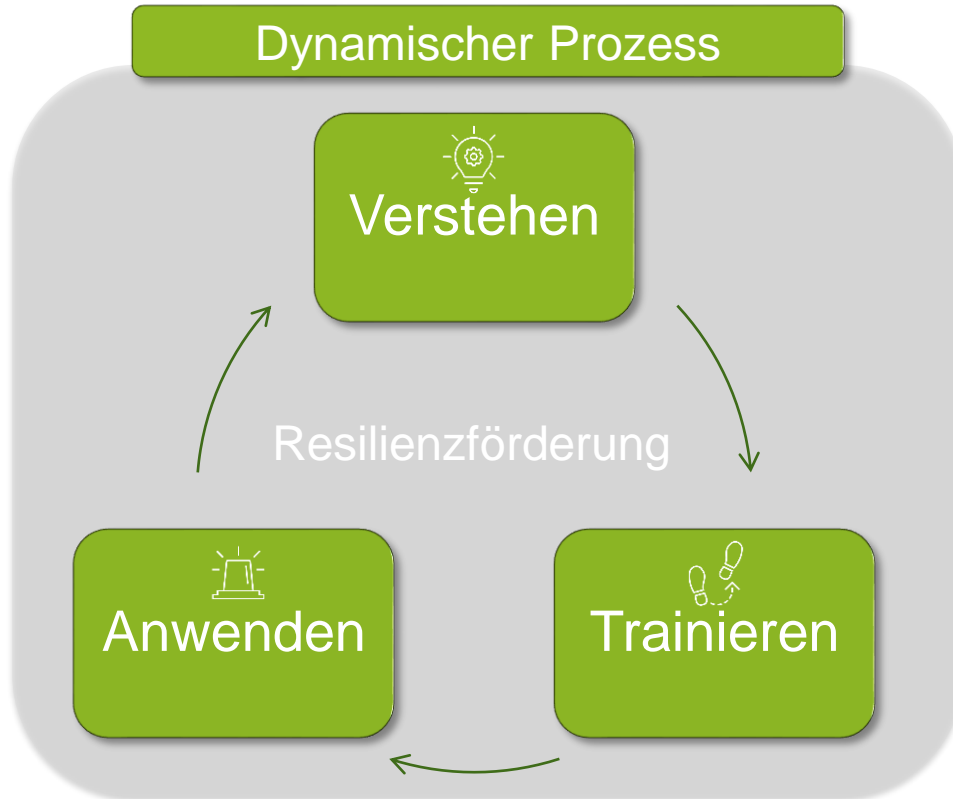 Dynamischer Prozess
Verstehen
Resilienzförderung
Anwenden
Trainieren